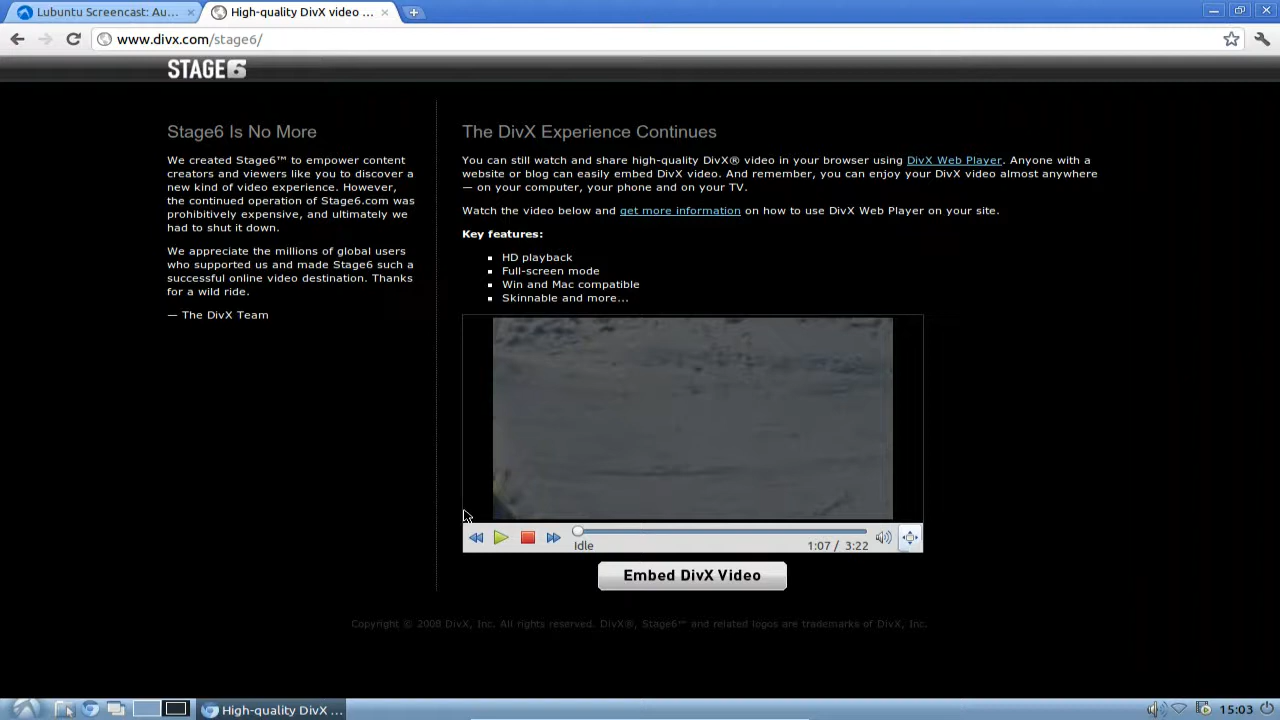 Lubuntu Screencast: Au...
High-quality DivX video ...
www.divx.com/stage6/
STAGE6
Stage6 Is No More
We created Stage6™ to empower content
creators and viewers like you to discover a
new kind of video experience. However,
the continued operation of Stage6.com was
prohibitively expensive, and ultimately we
had to shut it down.
We appreciate the millions of global users
who supported us and made Stage6 such a
successful online video destination. Thanks
for a wild ride.
— The DivX Team
The DivX Experience Continues
You can still watch and share high-quality DivX® video in your browser using DivX Web Player. Anyone with a
website or blog can easily embed DivX video. And remember, you can enjoy your DivX video almost anywhere
— on your computer, your phone and on your TV.
Watch the video below and get more information on how to use DivX Web Player on your site.
Key features:
HD playback
Full-screen mode
Win and Mac compatible
Skinnable and more...
Idle
1:07 / 3:22
Embed DivX Video
Copyright © 2008 DivX, Inc. All rights reserved. DivX®, Stage6™ and related logos are trademarks of DivX, Inc.
High-quality DivX ...
15:03